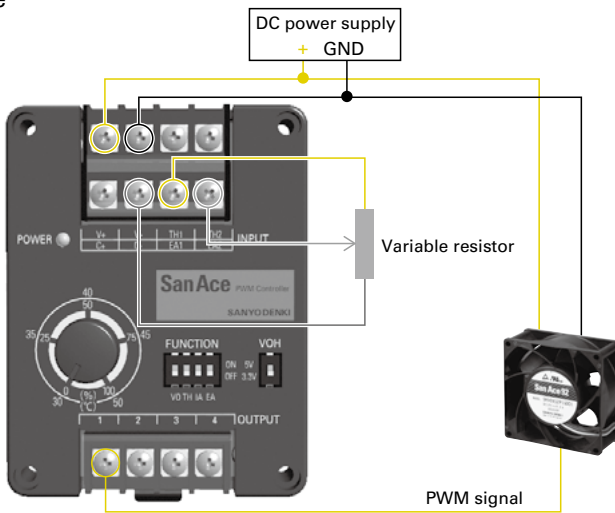 e
DC power supply
+ GND
V+ V- TH1 TH2
POWER INPUT
C+ EA1 EA2
Variable resistor
San Ace PWM Controller
SANYO DENKI
40
50
35 25 75 45
0 100
30 (%) 50
(℃)
FUNCTION VOH
ON 5V
OFF 3.3V
VO TH IA EA
1 2 3 4 OUTPUT
San Ace 92
PWM signal